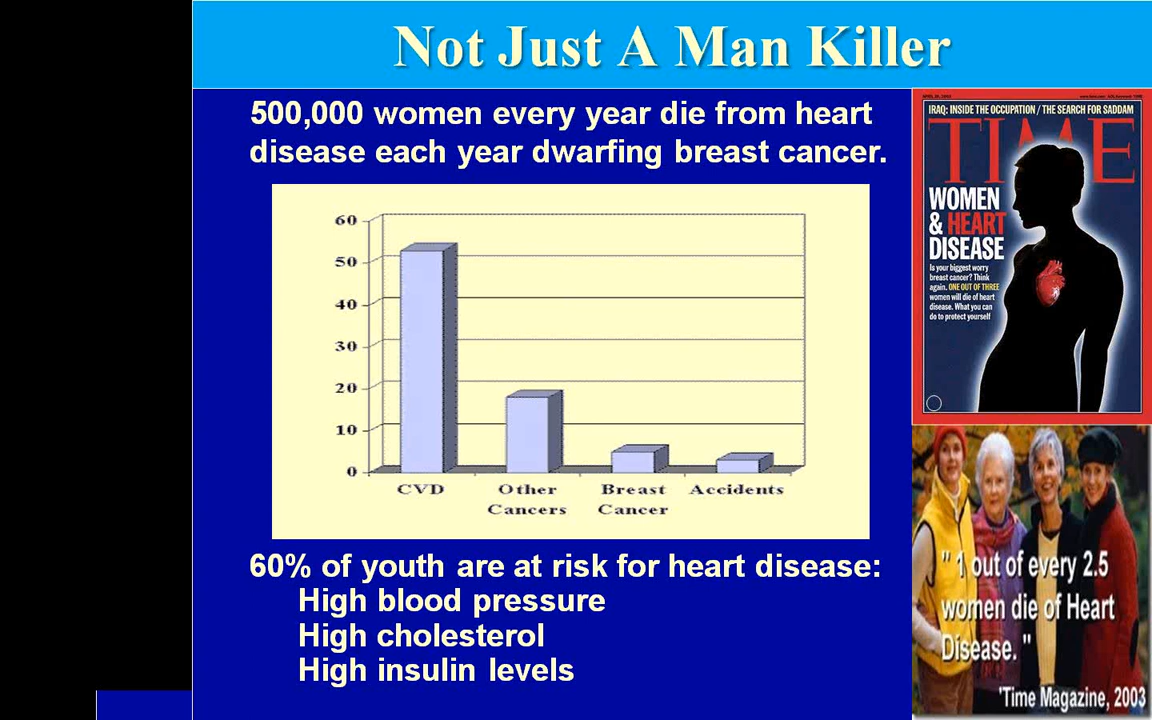 Not Just A Man Killer
500,000 women every year die from heart
disease each year dwarfing breast cancer.
60
50
40
30
20
10
0
CVD
Other
Cancers
Breast
Cancer
Accidents
60% of youth are at risk for heart disease:
High blood pressure
High cholesterol
High insulin levels
IRAQ: INSIDE THE OCCUPATION / THE SEARCH FOR SADDAM
TIME
WOMEN
& HEART
DISEASE
Is your biggest worry
breast cancer? Think
again. ONE OUT OF THREE
women will die of heart
disease. What you can
do to protect yourself
" 1 out of every 2.5
women die of Heart
Disease. "
'Time Magazine, 2003